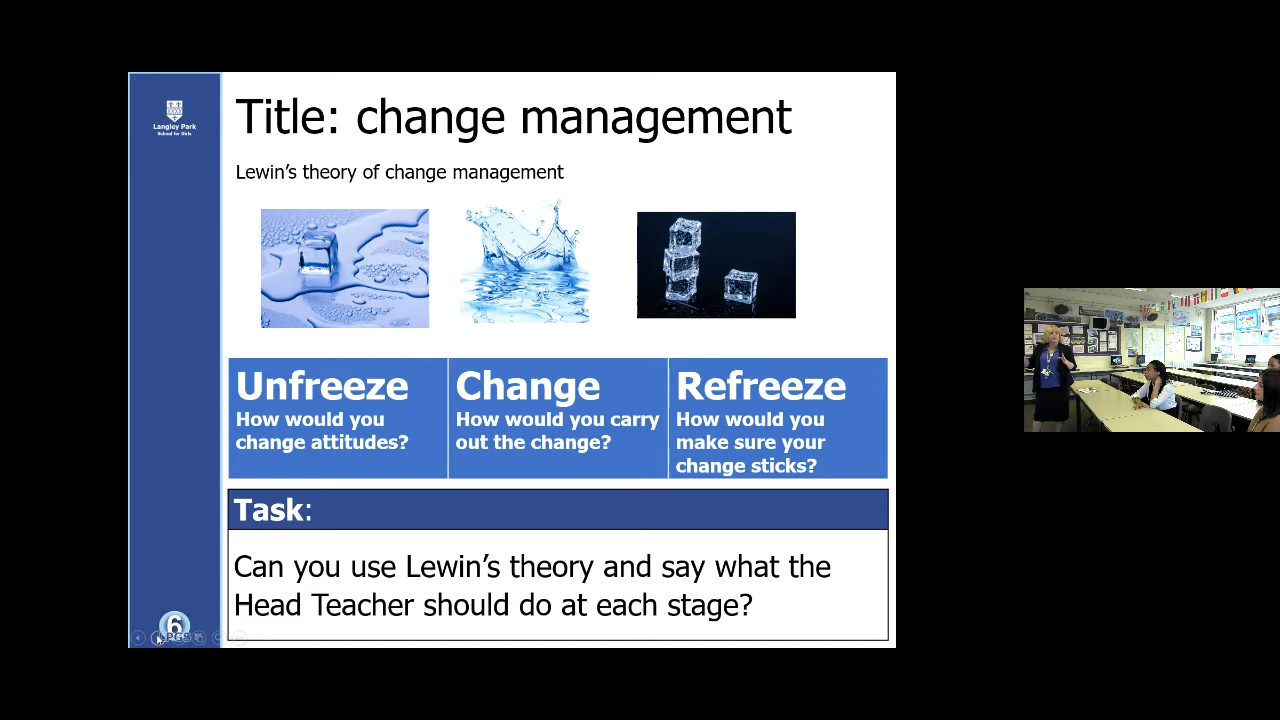 Langley Park
School for Girls
Title: change management
Lewin's theory of change management
Unfreeze
How would you
change attitudes?
Change
How would you carry
out the change?
Refreeze
How would you
make sure your
change sticks?
Task:
Can you use Lewin's theory and say what the
Head Teacher should do at each stage?
6